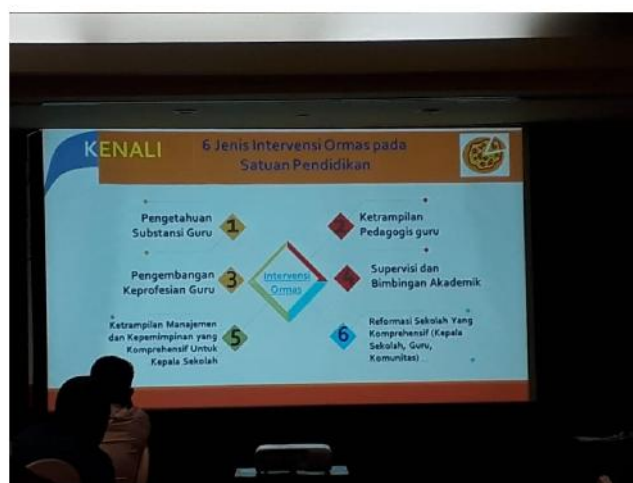 KENALI
6 Jenis Intervensi Ormas pada
Satuan Pendidikan
Pengetahuan
Substansi Guru
1
2
Ketrampilan
Pedagogis guru
Pengembangan
Keprofesian Guru
3
Intervensi
Ormas
4
Supervisi dan
Bimbingan Akademik
Ketrampilan Manajemen
dan Kepemimpinan yang
Komprehensif Untuk
Kepala Sekolah
5
6
Reformasi Sekolah Yang
Komprehensif (Kepala
Sekolah, Guru,
Komunitas)